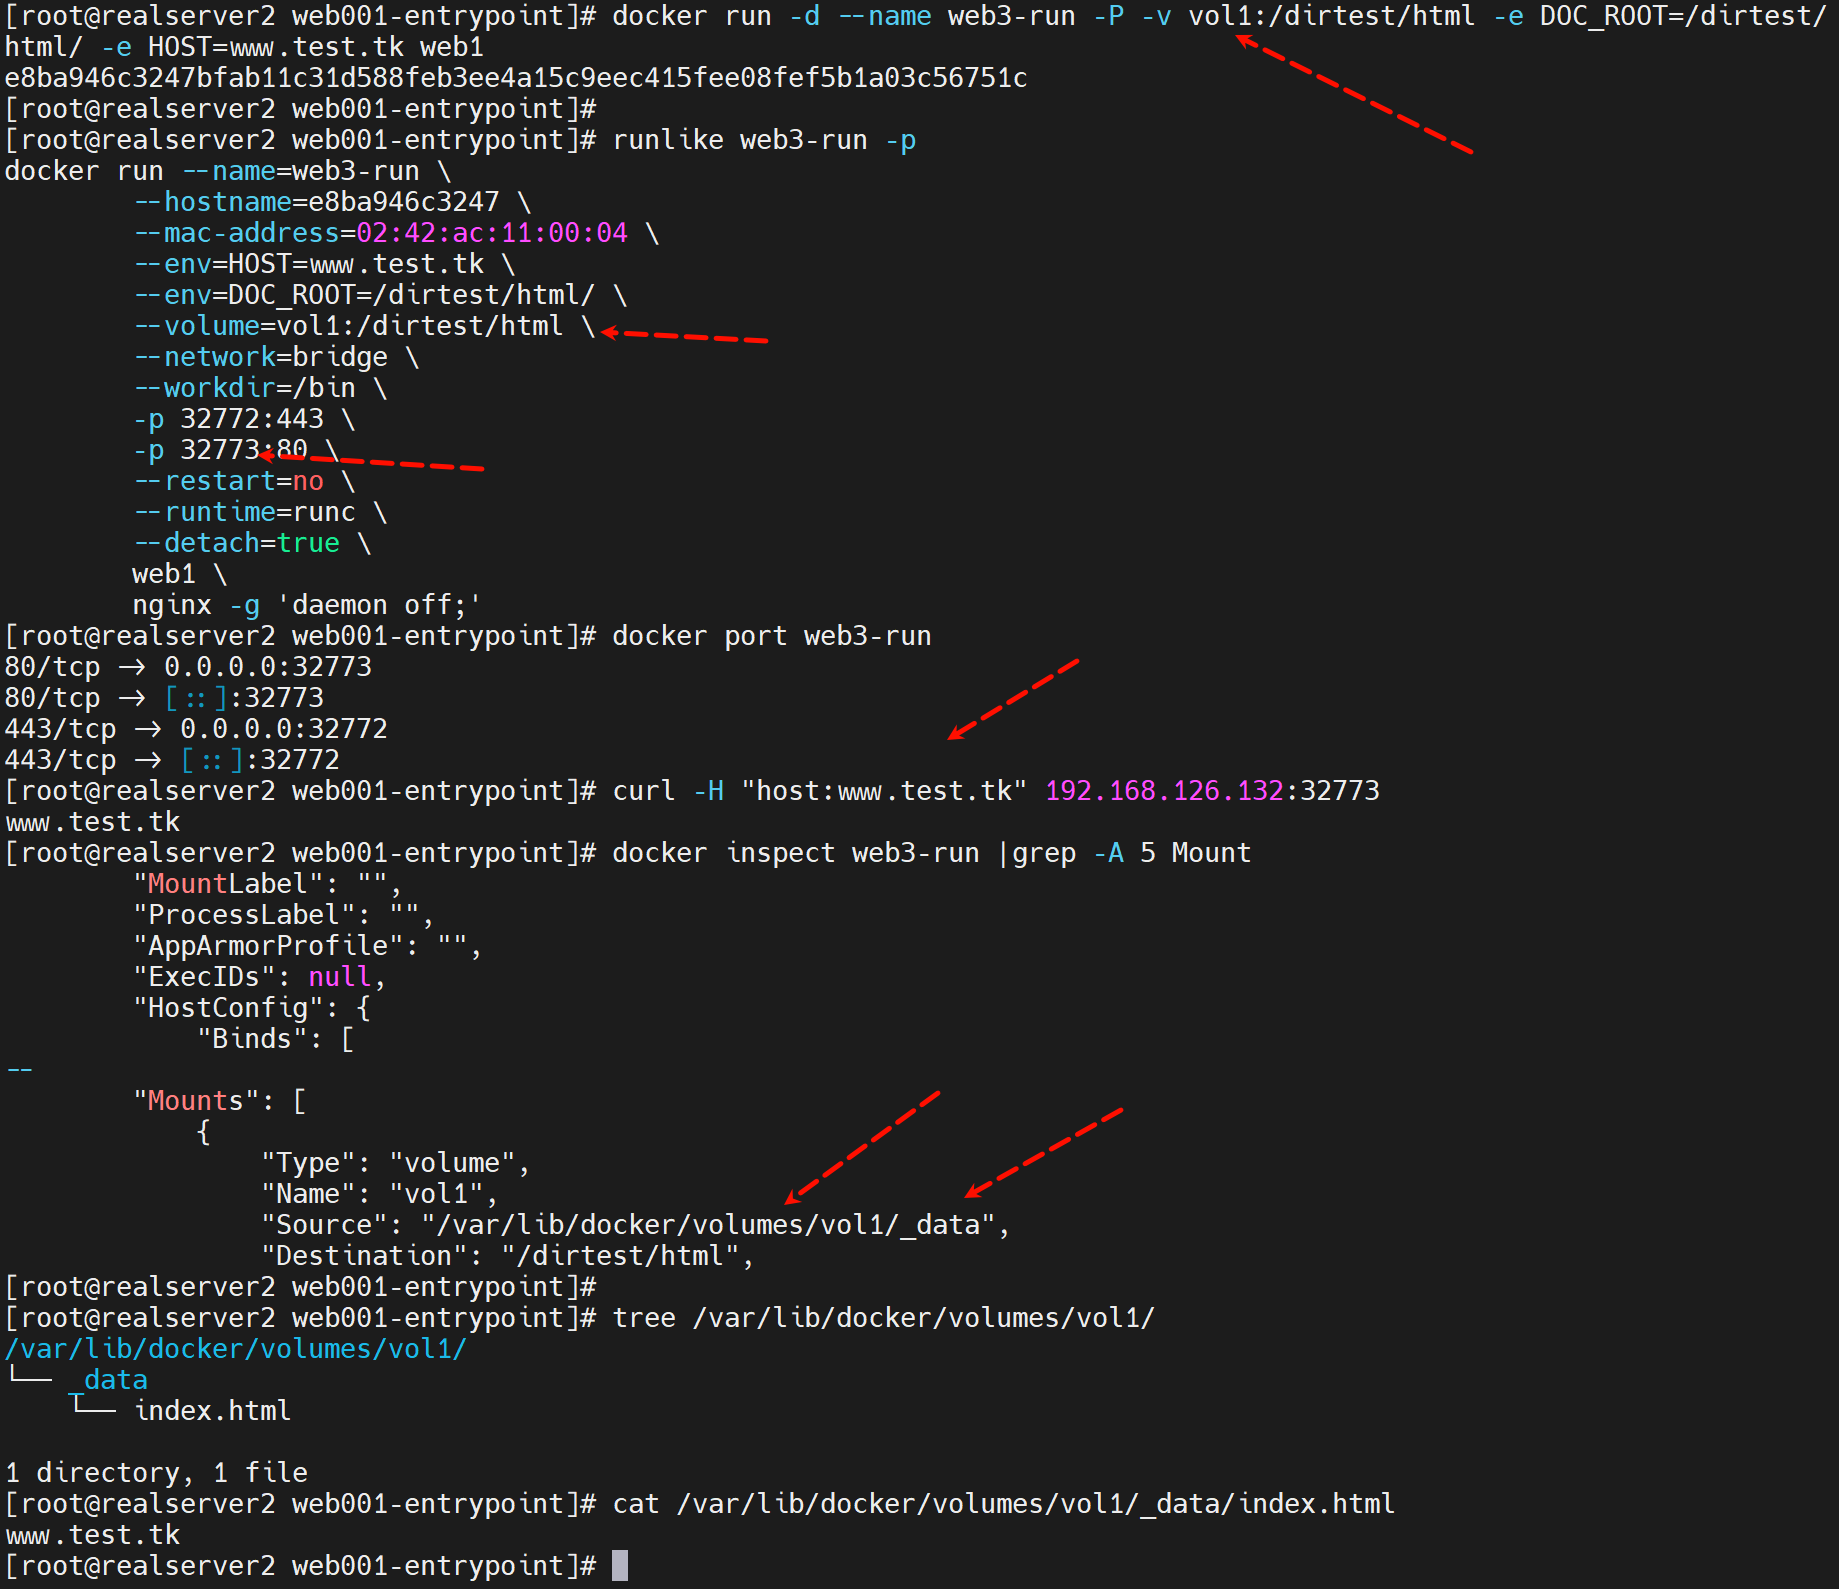 [root@realserver2 web001-entrypoint]# docker run -d --name web3-run -P -v vol1:/dirtest/html -e DOC_ROOT=/dirtest/
html/ -e HOST=www.test.tk web1
e8ba946c3247bfab11c31d588feb3ee4a15c9eec415fee08fef5b1a03c56751c
[root@realserver2 web001-entrypoint]#
[root@realserver2 web001-entrypoint]# runlike web3-run -p
docker run --name=web3-run \
        --hostname=e8ba946c3247 \
        --mac-address=02:42:ac:11:00:04 \
        --env=HOST=www.test.tk \
        --env=DOC_ROOT=/dirtest/html/ \
        --volume=vol1:/dirtest/html \
        --network=bridge \
        --workdir=/bin \
        -p 32772:443 \
        -p 32773:80 \
        --restart=no \
        --runtime=runc \
        --detach=true \
        web1 \
        nginx -g 'daemon off;'
[root@realserver2 web001-entrypoint]# docker port web3-run
80/tcp -> 0.0.0.0:32773
80/tcp -> [::]:32773
443/tcp -> 0.0.0.0:32772
443/tcp -> [::]:32772
[root@realserver2 web001-entrypoint]# curl -H "host:www.test.tk" 192.168.126.132:32773
www.test.tk
[root@realserver2 web001-entrypoint]# docker inspect web3-run |grep -A 5 Mount
        "MountLabel": "",
        "ProcessLabel": "",
        "AppArmorProfile": "",
        "ExecIDs": null,
        "HostConfig": {
            "Binds": [
--
        "Mounts": [
            {
                "Type": "volume",
                "Name": "vol1",
                "Source": "/var/lib/docker/volumes/vol1/_data",
                "Destination": "/dirtest/html",
[root@realserver2 web001-entrypoint]#
[root@realserver2 web001-entrypoint]# tree /var/lib/docker/volumes/vol1/
/var/lib/docker/volumes/vol1/
└── _data
    └── index.html

1 directory, 1 file
[root@realserver2 web001-entrypoint]# cat /var/lib/docker/volumes/vol1/_data/index.html
www.test.tk
[root@realserver2 web001-entrypoint]#